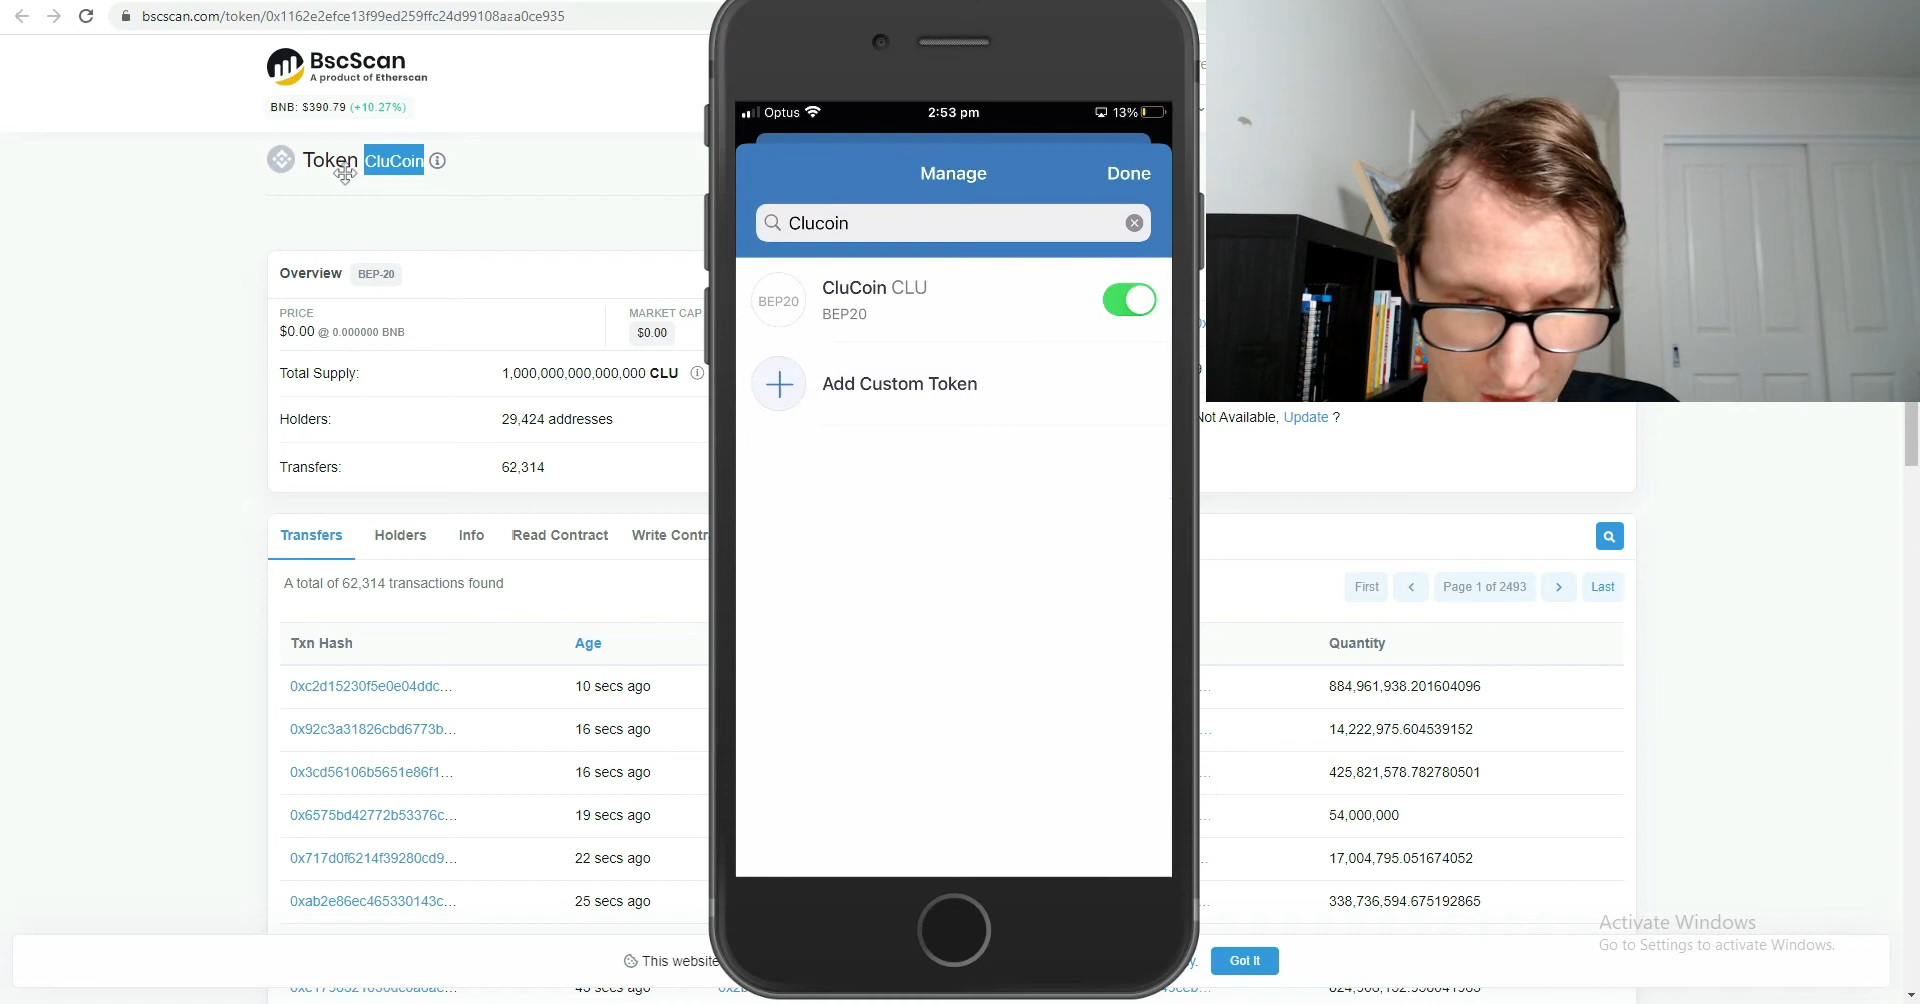 bscscan.com/token/0x1162e2efce13f99ed259ffc24d99108aaa0ce935
BscScan
A product of Etherscan
BNB: $390.79 (+10.27%)
Token CluCoin
Overview BEP-20
PRICE
$0.00 @ 0.000000 BNB
MARKET CAP
$0.00
Total Supply: 1,000,000,000,000,000 CLU
Holders: 29,424 addresses
Transfers: 62,314
Optus 2:53 pm 13%
Manage Done
Clucoin
CluCoin CLU
BEP20 BEP20
Add Custom Token
Not Available, Update ?
Transfers Holders Info Read Contract Write Contr
A total of 62,314 transactions found
First < Page 1 of 2493 > Last
Txn Hash Age Quantity
0xc2d15230f5e0e04ddc... 10 secs ago 884,961,938.201604096
0x92c3a31826cbd6773b... 16 secs ago 14,222,975.604539152
0x3cd56106b5651e86f1... 16 secs ago 425,821,578.782780501
0x6575bd42772b53376c... 19 secs ago 54,000,000
0x717d0f6214f39280cd9... 22 secs ago 17,004,795.051674052
0xab2e86ec465330143c... 25 secs ago 338,736,594.675192865
Activate Windows
Go to Settings to activate Windows.
This website
Got It